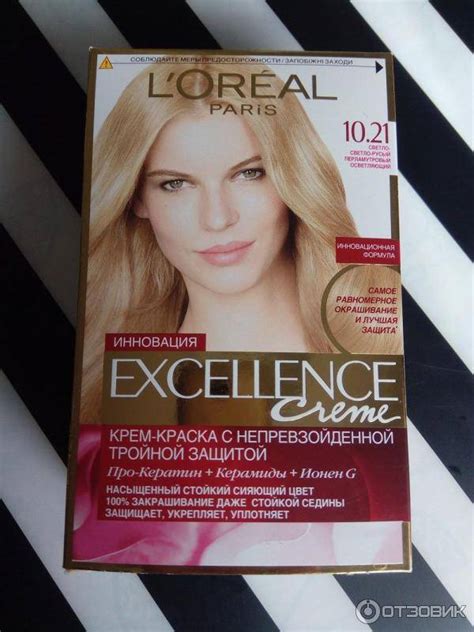 СОБЛЮДАЙТЕ МЕРЫ ПРЕДОСТОРОЖНОСТИ / ЗАПОБІЖНІ ЗАХОДИ
L'ORÉAL
PARIS
10.21
СВЕТЛО-
СВЕТЛО-РУСЫЙ
ПЕРЛАМУТРОВЫЙ
ОСВЕТЛЯЮЩИЙ
ИННОВАЦИОННАЯ
ФОРМУЛА
САМОЕ
РАВНОМЕРНОЕ
ОКРАШИВАНИЕ
И ЛУЧШАЯ
ЗАЩИТА*
ИННОВАЦИЯ
EXCELLENCE
Creme
КРЕМ-КРАСКА С НЕПРЕВЗОЙДЕННОЙ
ТРОЙНОЙ ЗАЩИТОЙ
Про-Кератин + Керамиды + Ионен G
НАСЫЩЕННЫЙ СТОЙКИЙ СИЯЮЩИЙ ЦВЕТ
100% ЗАКРАШИВАНИЕ ДАЖЕ СТОЙКОЙ СЕДИНЫ
ЗАЩИЩАЕТ, УКРЕПЛЯЕТ, УПЛОТНЯЕТ
ОТЗОВИК